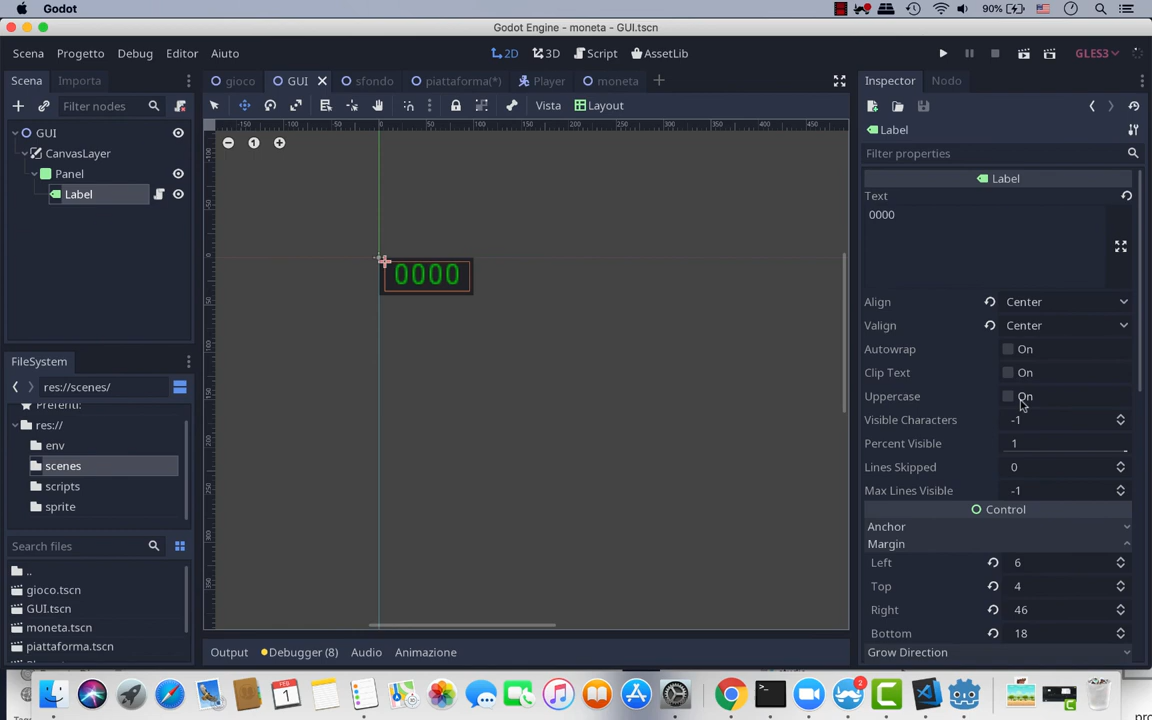 Godot
90%
Godot Engine - moneta - GUI.tscn
Scena Progetto Debug Editor Aiuto
2D 3D Script AssetLib
GLES3
Scena Importa
gioco GUI sfondo piattaforma(*) Player moneta
Inspector Nodo
Filter nodes
Vista Layout
GUI
CanvasLayer
Panel
Label
0000
Label
Filter properties
Label
Text
0000
Align Center
Valign Center
Autowrap On
Clip Text On
Uppercase On
Visible Characters -1
Percent Visible 1
Lines Skipped 0
Max Lines Visible -1
Control
Anchor
Margin
Left 6
Top 4
Right 46
Bottom 18
Grow Direction
FileSystem
res://scenes/
res://
env
scenes
scripts
sprite
Search files
..
gioco.tscn
GUI.tscn
moneta.tscn
piattaforma.tscn
Output Debugger (8) Audio Animazione